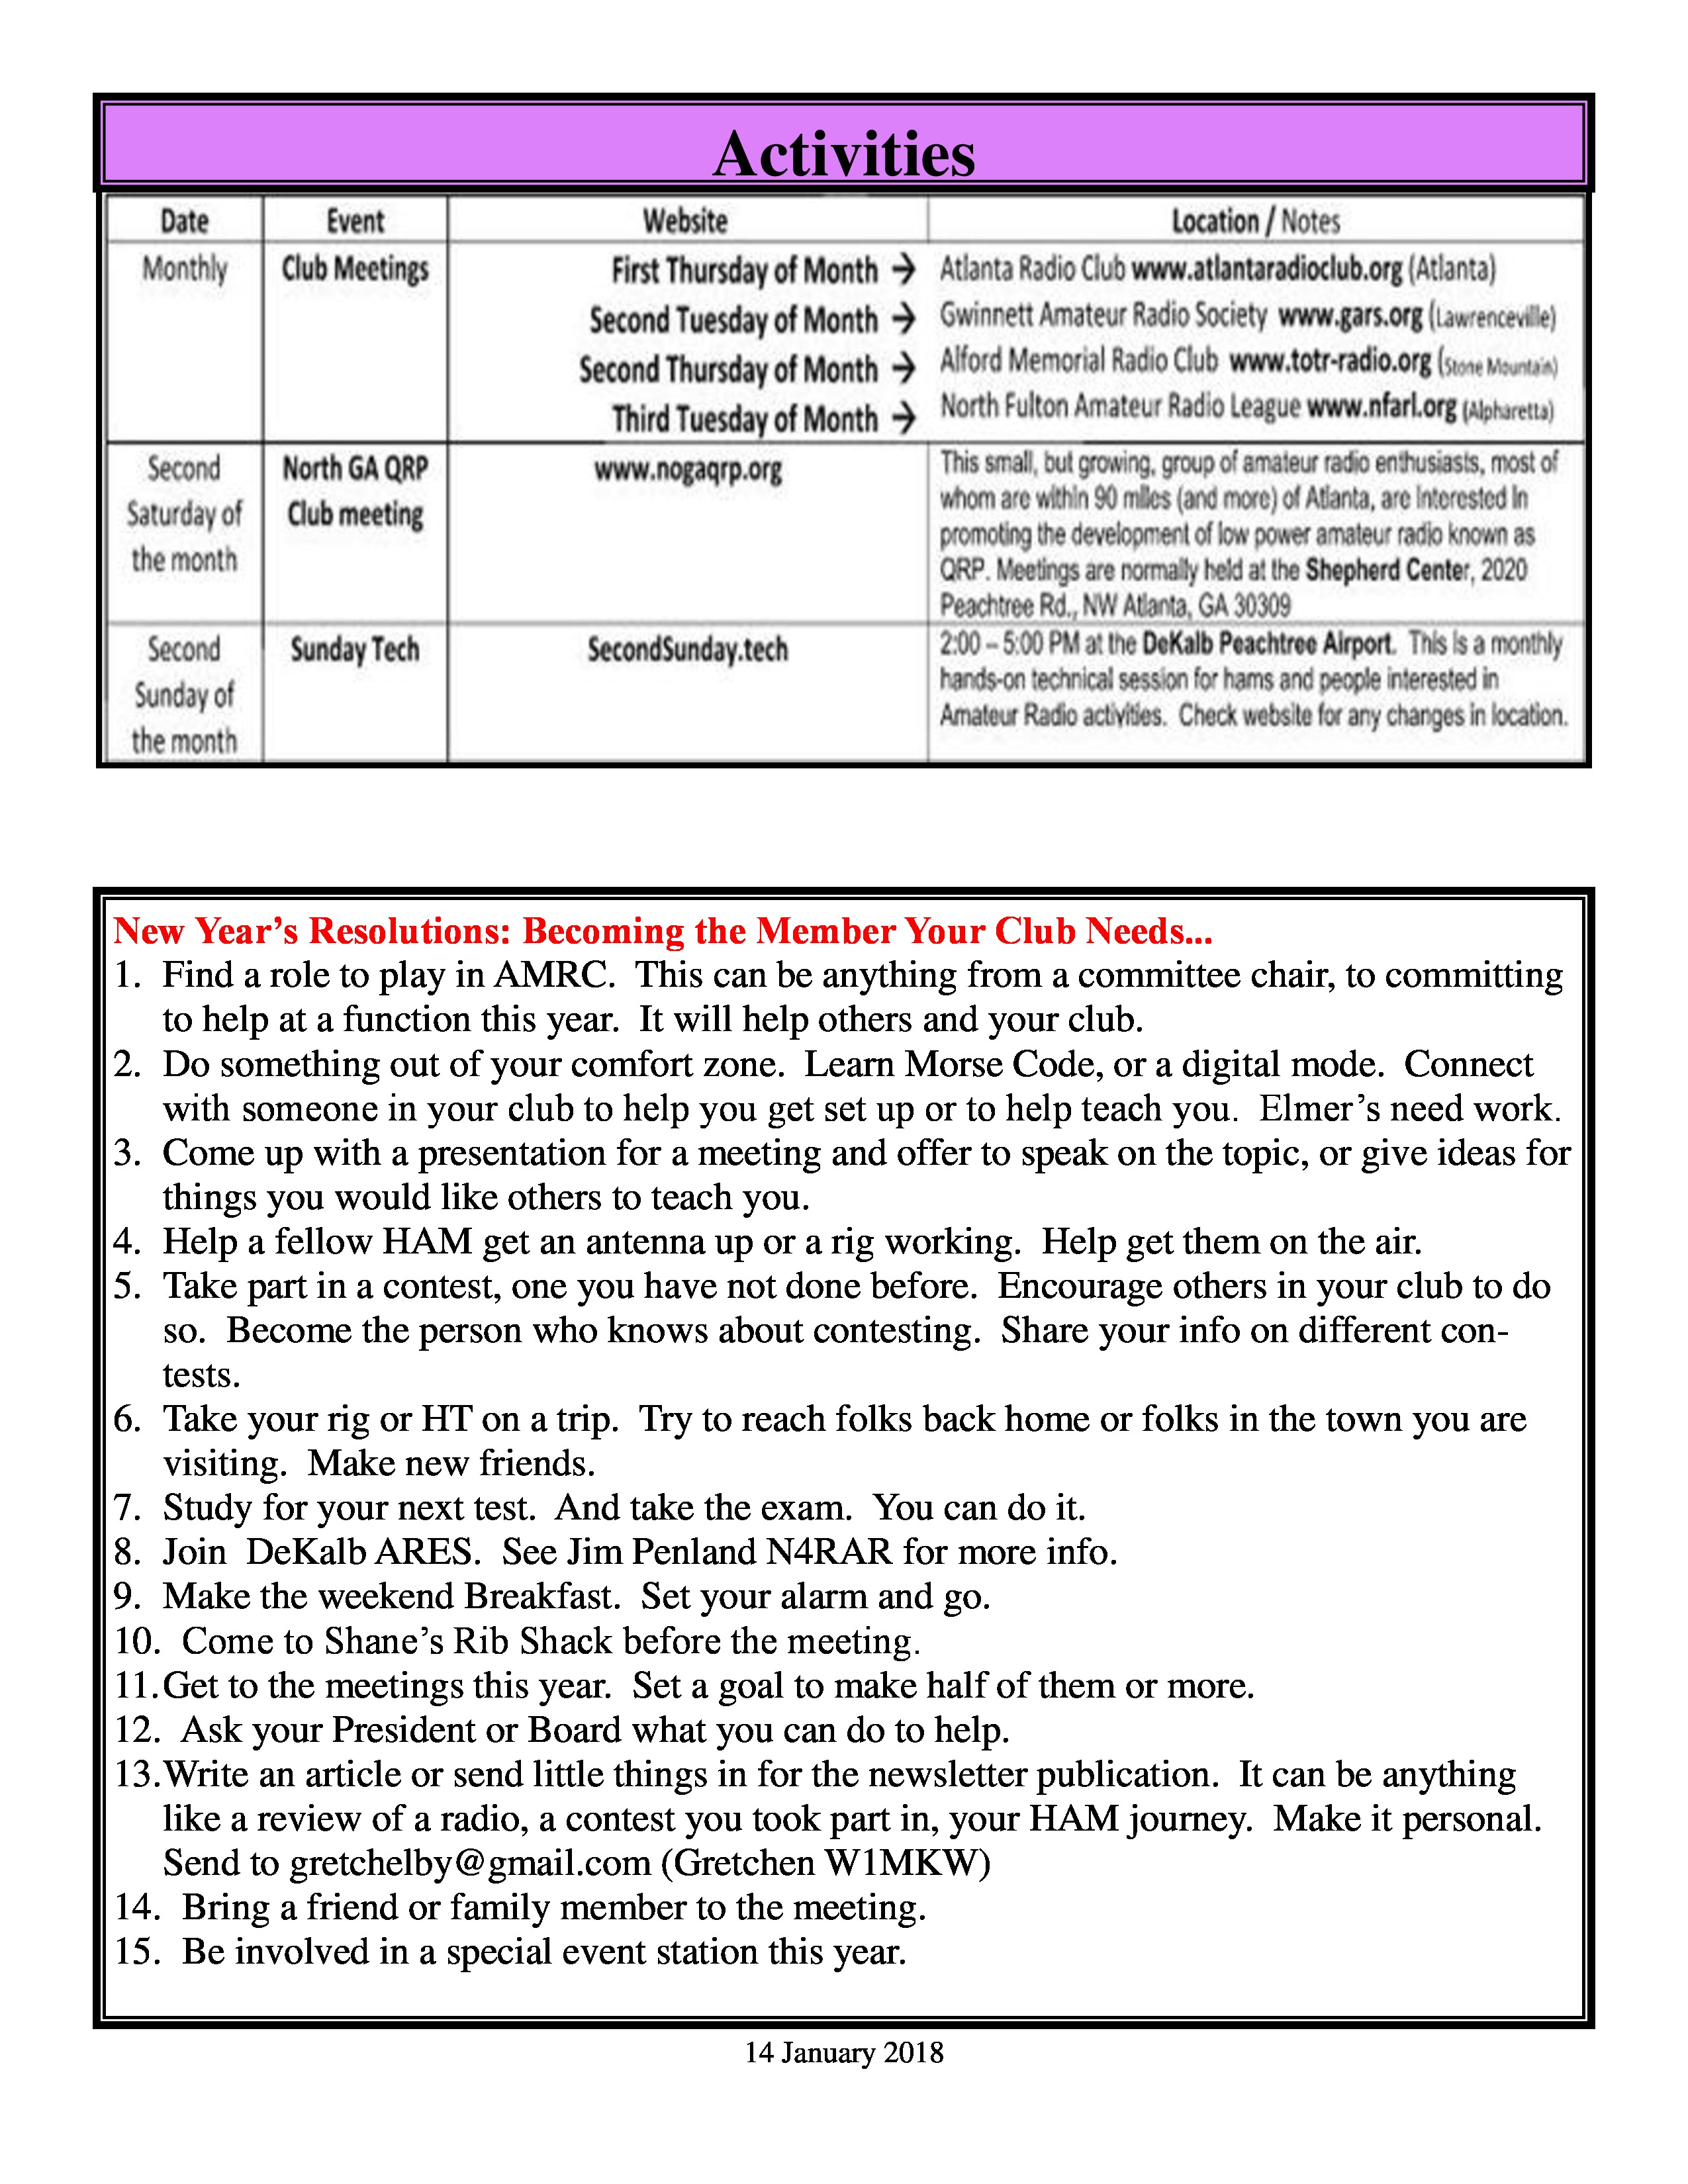 Activities
Date Event Website Location / Notes
Monthly Club Meetings First Thursday of Month → Atlanta Radio Club www.atlantaradioclub.org (Atlanta)
Second Tuesday of Month → Gwinnett Amateur Radio Society www.gars.org (Lawrenceville)
Second Thursday of Month → Alford Memorial Radio Club www.totr-radio.org (Stone Mountain)
Third Tuesday of Month → North Fulton Amateur Radio League www.nfarl.org (Alpharetta)
Second
Saturday of
the month
North GA QRP
Club meeting
www.nogaqrp.org
This small, but growing, group of amateur radio enthusiasts, most of
whom are within 90 miles (and more) of Atlanta, are interested in
promoting the development of low power amateur radio known as
QRP. Meetings are normally held at the Shepherd Center, 2020
Peachtree Rd., NW Atlanta, GA 30309
Second
Sunday of
the month
Sunday Tech
SecondSunday.tech
2:00 – 5:00 PM at the DeKalb Peachtree Airport. This is a monthly
hands-on technical session for hams and people interested in
Amateur Radio activities. Check website for any changes in location.
New Year's Resolutions: Becoming the Member Your Club Needs...
1. Find a role to play in AMRC. This can be anything from a committee chair, to committing
to help at a function this year. It will help others and your club.
2. Do something out of your comfort zone. Learn Morse Code, or a digital mode. Connect
with someone in your club to help you get set up or to help teach you. Elmer's need work.
3. Come up with a presentation for a meeting and offer to speak on the topic, or give ideas for
things you would like others to teach you.
4. Help a fellow HAM get an antenna up or a rig working. Help get them on the air.
5. Take part in a contest, one you have not done before. Encourage others in your club to do
so. Become the person who knows about contesting. Share your info on different con-
tests.
6. Take your rig or HT on a trip. Try to reach folks back home or folks in the town you are
visiting. Make new friends.
7. Study for your next test. And take the exam. You can do it.
8. Join DeKalb ARES. See Jim Penland N4RAR for more info.
9. Make the weekend Breakfast. Set your alarm and go.
10. Come to Shane's Rib Shack before the meeting.
11. Get to the meetings this year. Set a goal to make half of them or more.
12. Ask your President or Board what you can do to help.
13. Write an article or send little things in for the newsletter publication. It can be anything
like a review of a radio, a contest you took part in, your HAM journey. Make it personal.
Send to gretchelby@gmail.com (Gretchen W1MKW)
14. Bring a friend or family member to the meeting.
15. Be involved in a special event station this year.
14 January 2018